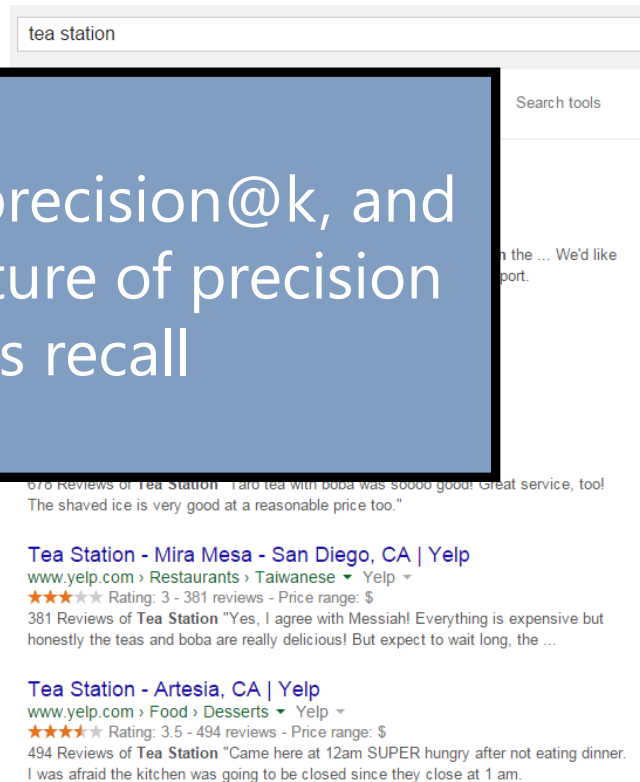 tea station
Search tools
precision@k, and
ture of precision
s recall
the ... We'd like
port.
678 Reviews of Tea Station "Taro tea with boba was soooo good! Great service, too!
The shaved ice is very good at a reasonable price too."
Tea Station - Mira Mesa - San Diego, CA | Yelp
www.yelp.com › Restaurants › Taiwanese ▼ Yelp ▼
Rating: 3 - 381 reviews - Price range: $
381 Reviews of Tea Station "Yes, I agree with Messiah! Everything is expensive but
honestly the teas and boba are really delicious! But expect to wait long, the ...
Tea Station - Artesia, CA | Yelp
www.yelp.com › Food › Desserts ▼ Yelp ▼
Rating: 3.5 - 494 reviews - Price range: $
494 Reviews of Tea Station "Came here at 12am SUPER hungry after not eating dinner.
I was afraid the kitchen was going to be closed since they close at 1 am.